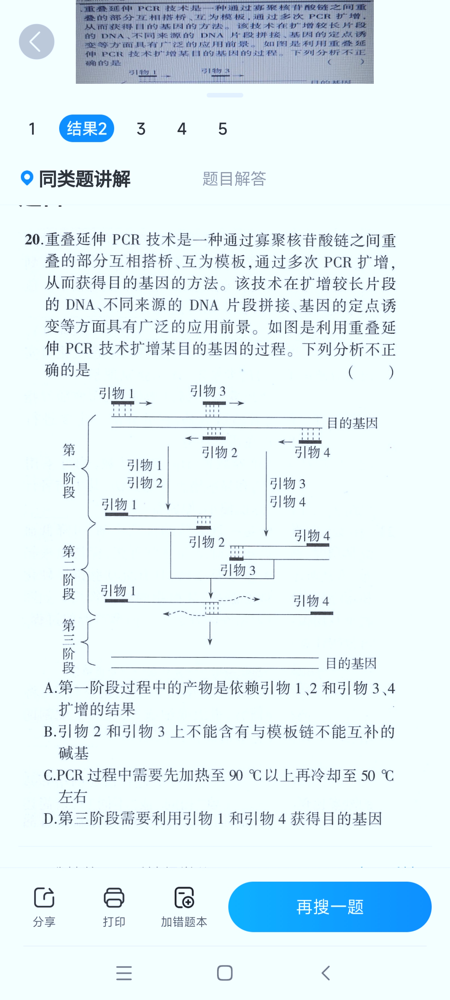 .重叠延伸 PCR 技术是一种通过寡聚核苷酸链之间重
叠的部分互相搭桥、互为模板,通过多次 PCR 扩增,
从而获得目的基因的方法。该技术在扩增较长片段
的 DNA、不同来源的 DNA 片段拼接、基因的定点诱
变等方面具有广泛的应用前景。如图是利用重叠延
伸 PCR 技术扩增某目的基因的过程。下列分析不正
确的是 ( )
引物 1 引物 3
目的基因
1 结果2 3 4 5
同类题讲解 题目解答
20.重叠延伸 PCR 技术是一种通过寡聚核苷酸链之间重
叠的部分互相搭桥、互为模板,通过多次 PCR 扩增,
从而获得目的基因的方法。该技术在扩增较长片段
的 DNA、不同来源的 DNA 片段拼接、基因的定点诱
变等方面具有广泛的应用前景。如图是利用重叠延
伸 PCR 技术扩增某目的基因的过程。下列分析不正
确的是 ( )
引物 1 引物 3
目的基因
引物 2 引物 4
第一阶段
引物 1
引物 2
引物 3
引物 4
引物 1
引物 2 引物 4
引物 3
第二阶段
引物 1 引物 4
第三阶段
目的基因
A.第一阶段过程中的产物是依赖引物 1、2 和引物 3、4
扩增的结果
B.引物 2 和引物 3 上不能含有与模板链不能互补的
碱基
C.PCR 过程中需要先加热至 90 ℃以上再冷却至 50 ℃
左右
D.第三阶段需要利用引物 1 和引物 4 获得目的基因
分享 打印 加错题本 再搜一题